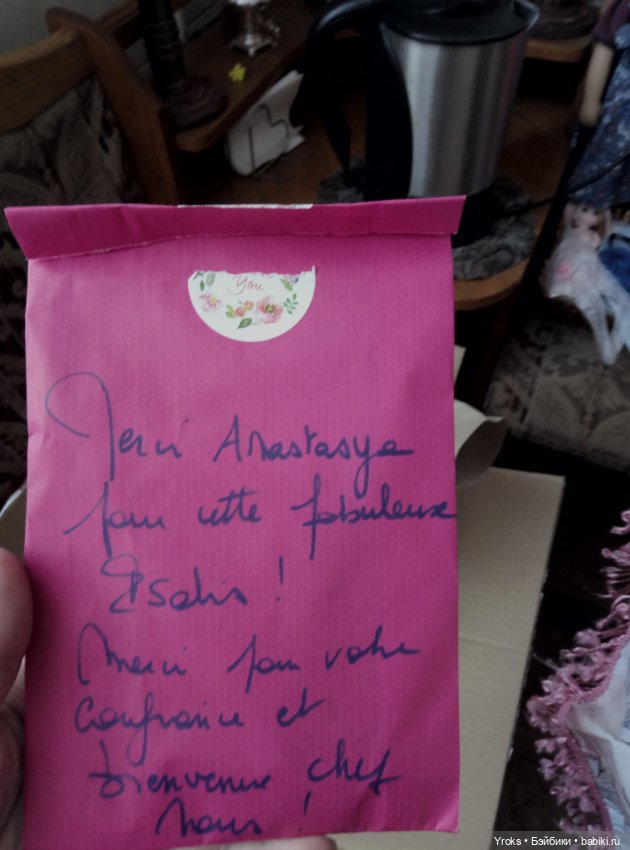 You
Merci Anastasya
pour cette fabuleuse
!
Merci pour votre
confiance et
bienvenue chez
nous !
Yroks • Бэйбики • babiki.ru